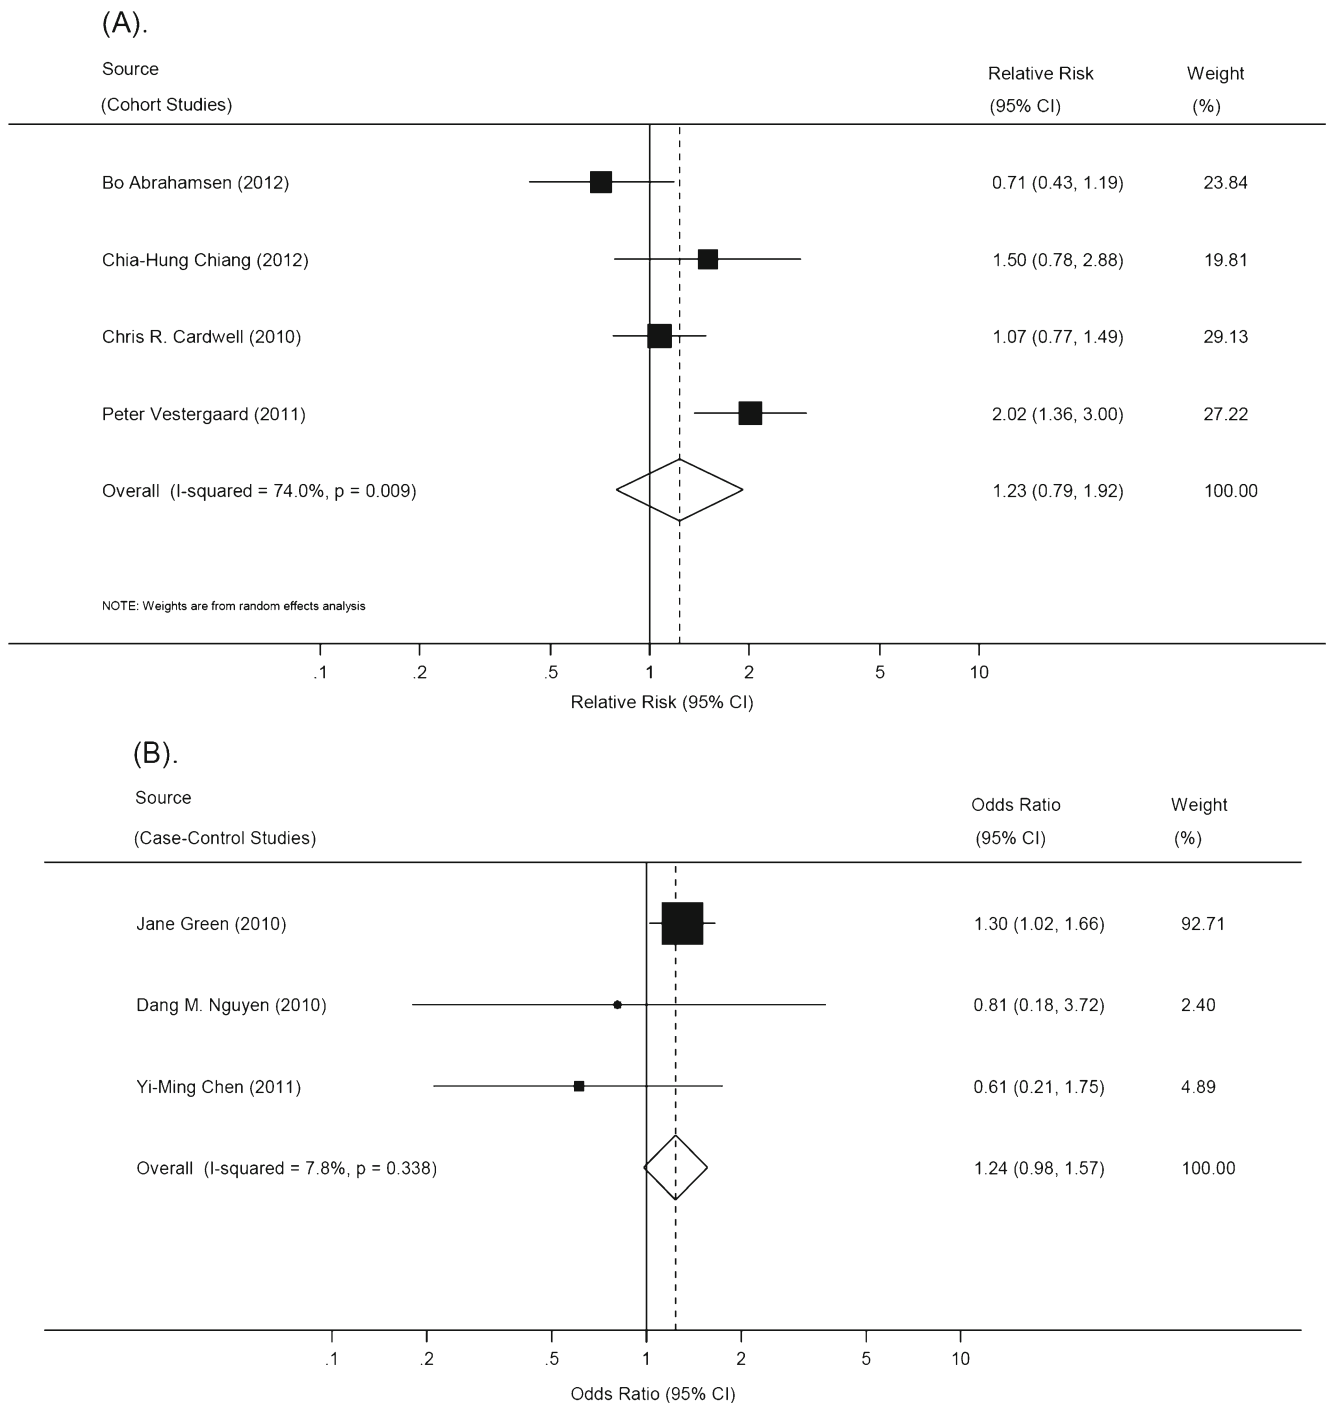 (A).
Source Relative Risk Weight
(Cohort Studies) (95% CI) (%)
Bo Abrahamsen (2012) 0.71 (0.43, 1.19) 23.84
Chia-Hung Chiang (2012) 1.50 (0.78, 2.88) 19.81
Chris R. Cardwell (2010) 1.07 (0.77, 1.49) 29.13
Peter Vestergaard (2011) 2.02 (1.36, 3.00) 27.22
Overall (I-squared = 74.0%, p = 0.009) 1.23 (0.79, 1.92) 100.00
NOTE: Weights are from random effects analysis
.1 .2 .5 1 2 5 10
Relative Risk (95% CI)
(B).
Source Odds Ratio Weight
(Case-Control Studies) (95% CI) (%)
Jane Green (2010) 1.30 (1.02, 1.66) 92.71
Dang M. Nguyen (2010) 0.81 (0.18, 3.72) 2.40
Yi-Ming Chen (2011) 0.61 (0.21, 1.75) 4.89
Overall (I-squared = 7.8%, p = 0.338) 1.24 (0.98, 1.57) 100.00
.1 .2 .5 1 2 5 10
Odds Ratio (95% CI)